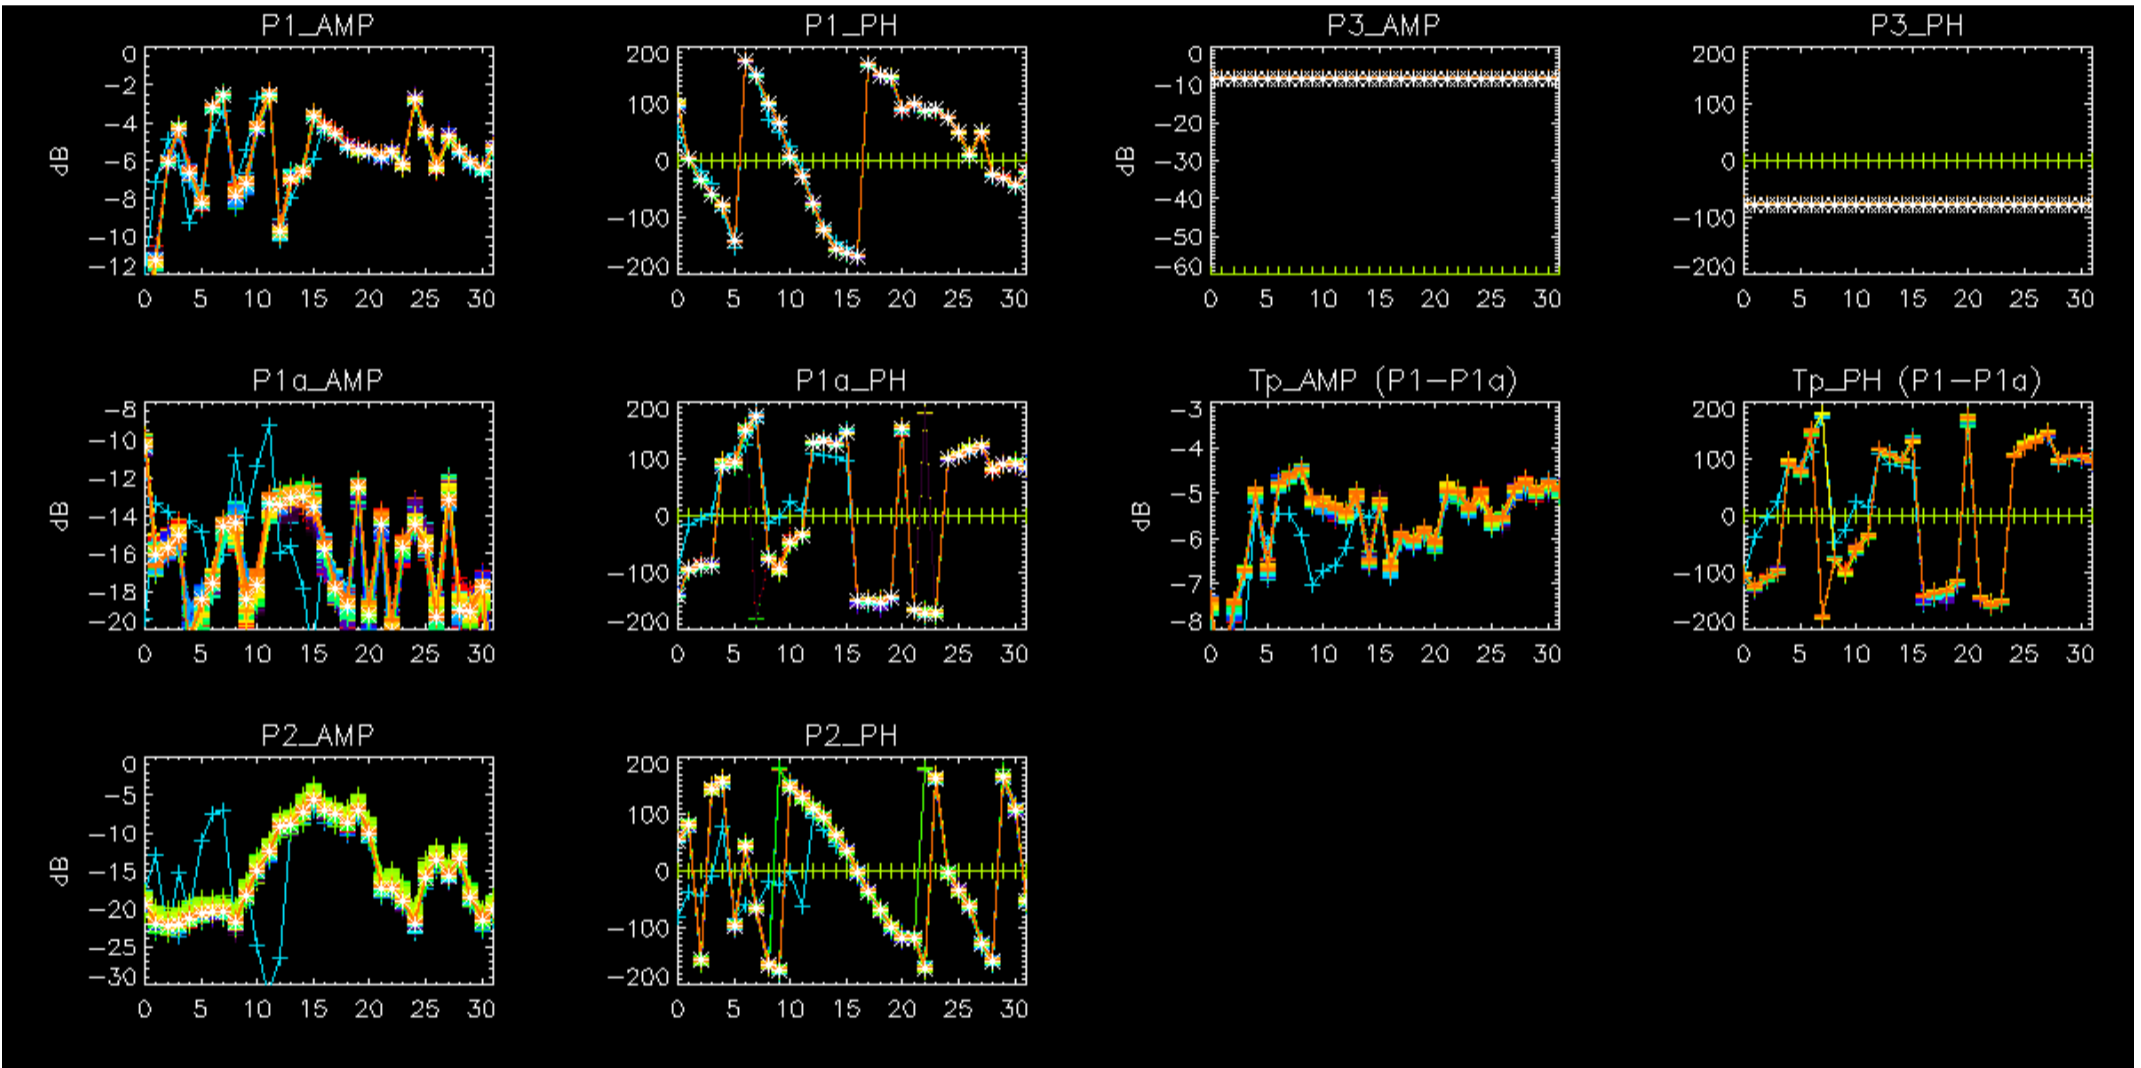 P1_AMP P1_PH P3_AMP P3_PH
0 200 0 200
−2 −10
100 100
−4 −20
dB −6 0 dB −30 0
−8 −40
−100 −100
−10 −50
−12 −200 −60 −200
0 5 10 15 20 25 30 0 5 10 15 20 25 30 0 5 10 15 20 25 30 0 5 10 15 20 25 30
P1a_AMP P1a_PH Tp_AMP (P1−P1a) Tp_PH (P1−P1a)
−8 200 −3 200
−10
100 −4 100
−12
dB −14 0 dB −5 0
−16 −6
−100 −100
−18 −7
−20 −200 −8 −200
0 5 10 15 20 25 30 0 5 10 15 20 25 30 0 5 10 15 20 25 30 0 5 10 15 20 25 30
P2_AMP P2_PH
0 200
−5
100
−10
dB −15 0
−20
−100
−25
−30 −200
0 5 10 15 20 25 30 0 5 10 15 20 25 30